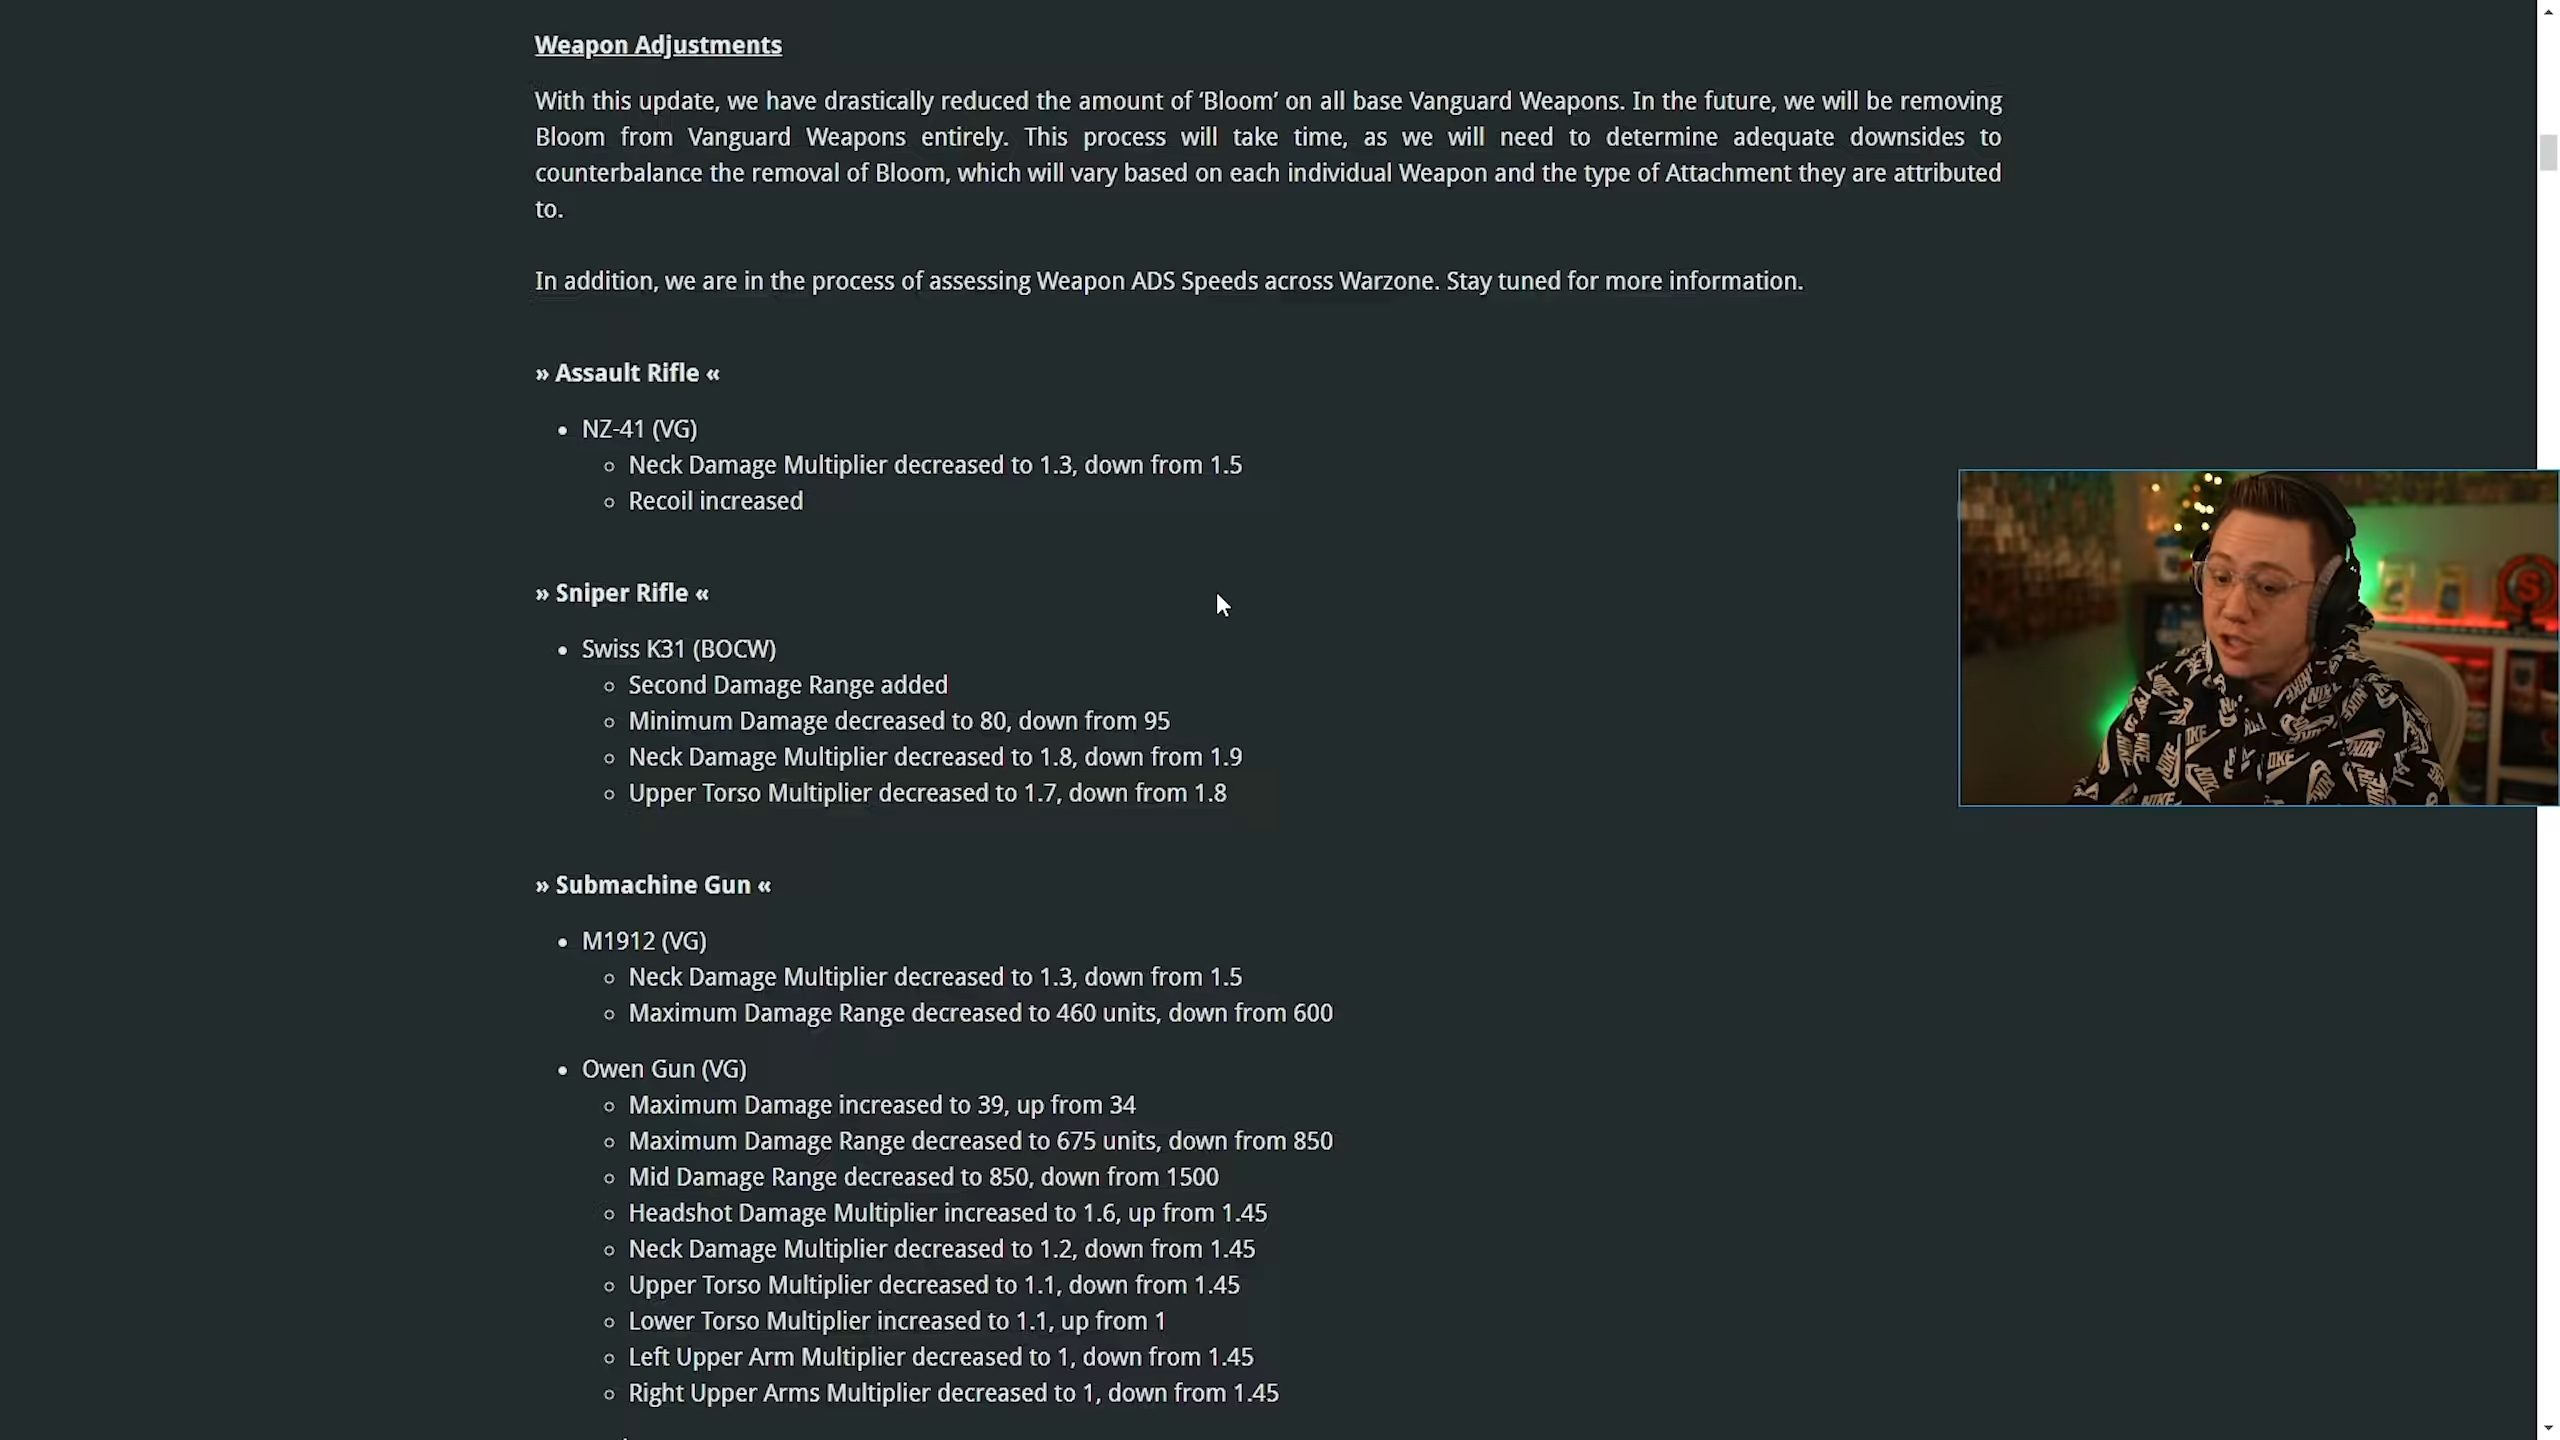 Weapon Adjustments
With this update, we have drastically reduced the amount of ‘Bloom’ on all base Vanguard Weapons. In the future, we will be removing
Bloom from Vanguard Weapons entirely. This process will take time, as we will need to determine adequate downsides to
counterbalance the removal of Bloom, which will vary based on each individual Weapon and the type of Attachment they are attributed
to.
In addition, we are in the process of assessing Weapon ADS Speeds across Warzone. Stay tuned for more information.
» Assault Rifle «
• NZ-41 (VG)
◦ Neck Damage Multiplier decreased to 1.3, down from 1.5
◦ Recoil increased
» Sniper Rifle «
• Swiss K31 (BOCW)
◦ Second Damage Range added
◦ Minimum Damage decreased to 80, down from 95
◦ Neck Damage Multiplier decreased to 1.8, down from 1.9
◦ Upper Torso Multiplier decreased to 1.7, down from 1.8
» Submachine Gun «
• M1912 (VG)
◦ Neck Damage Multiplier decreased to 1.3, down from 1.5
◦ Maximum Damage Range decreased to 460 units, down from 600
• Owen Gun (VG)
◦ Maximum Damage increased to 39, up from 34
◦ Maximum Damage Range decreased to 675 units, down from 850
◦ Mid Damage Range decreased to 850, down from 1500
◦ Headshot Damage Multiplier increased to 1.6, up from 1.45
◦ Neck Damage Multiplier decreased to 1.2, down from 1.45
◦ Upper Torso Multiplier decreased to 1.1, down from 1.45
◦ Lower Torso Multiplier increased to 1.1, up from 1
◦ Left Upper Arm Multiplier decreased to 1, down from 1.45
◦ Right Upper Arms Multiplier decreased to 1, down from 1.45